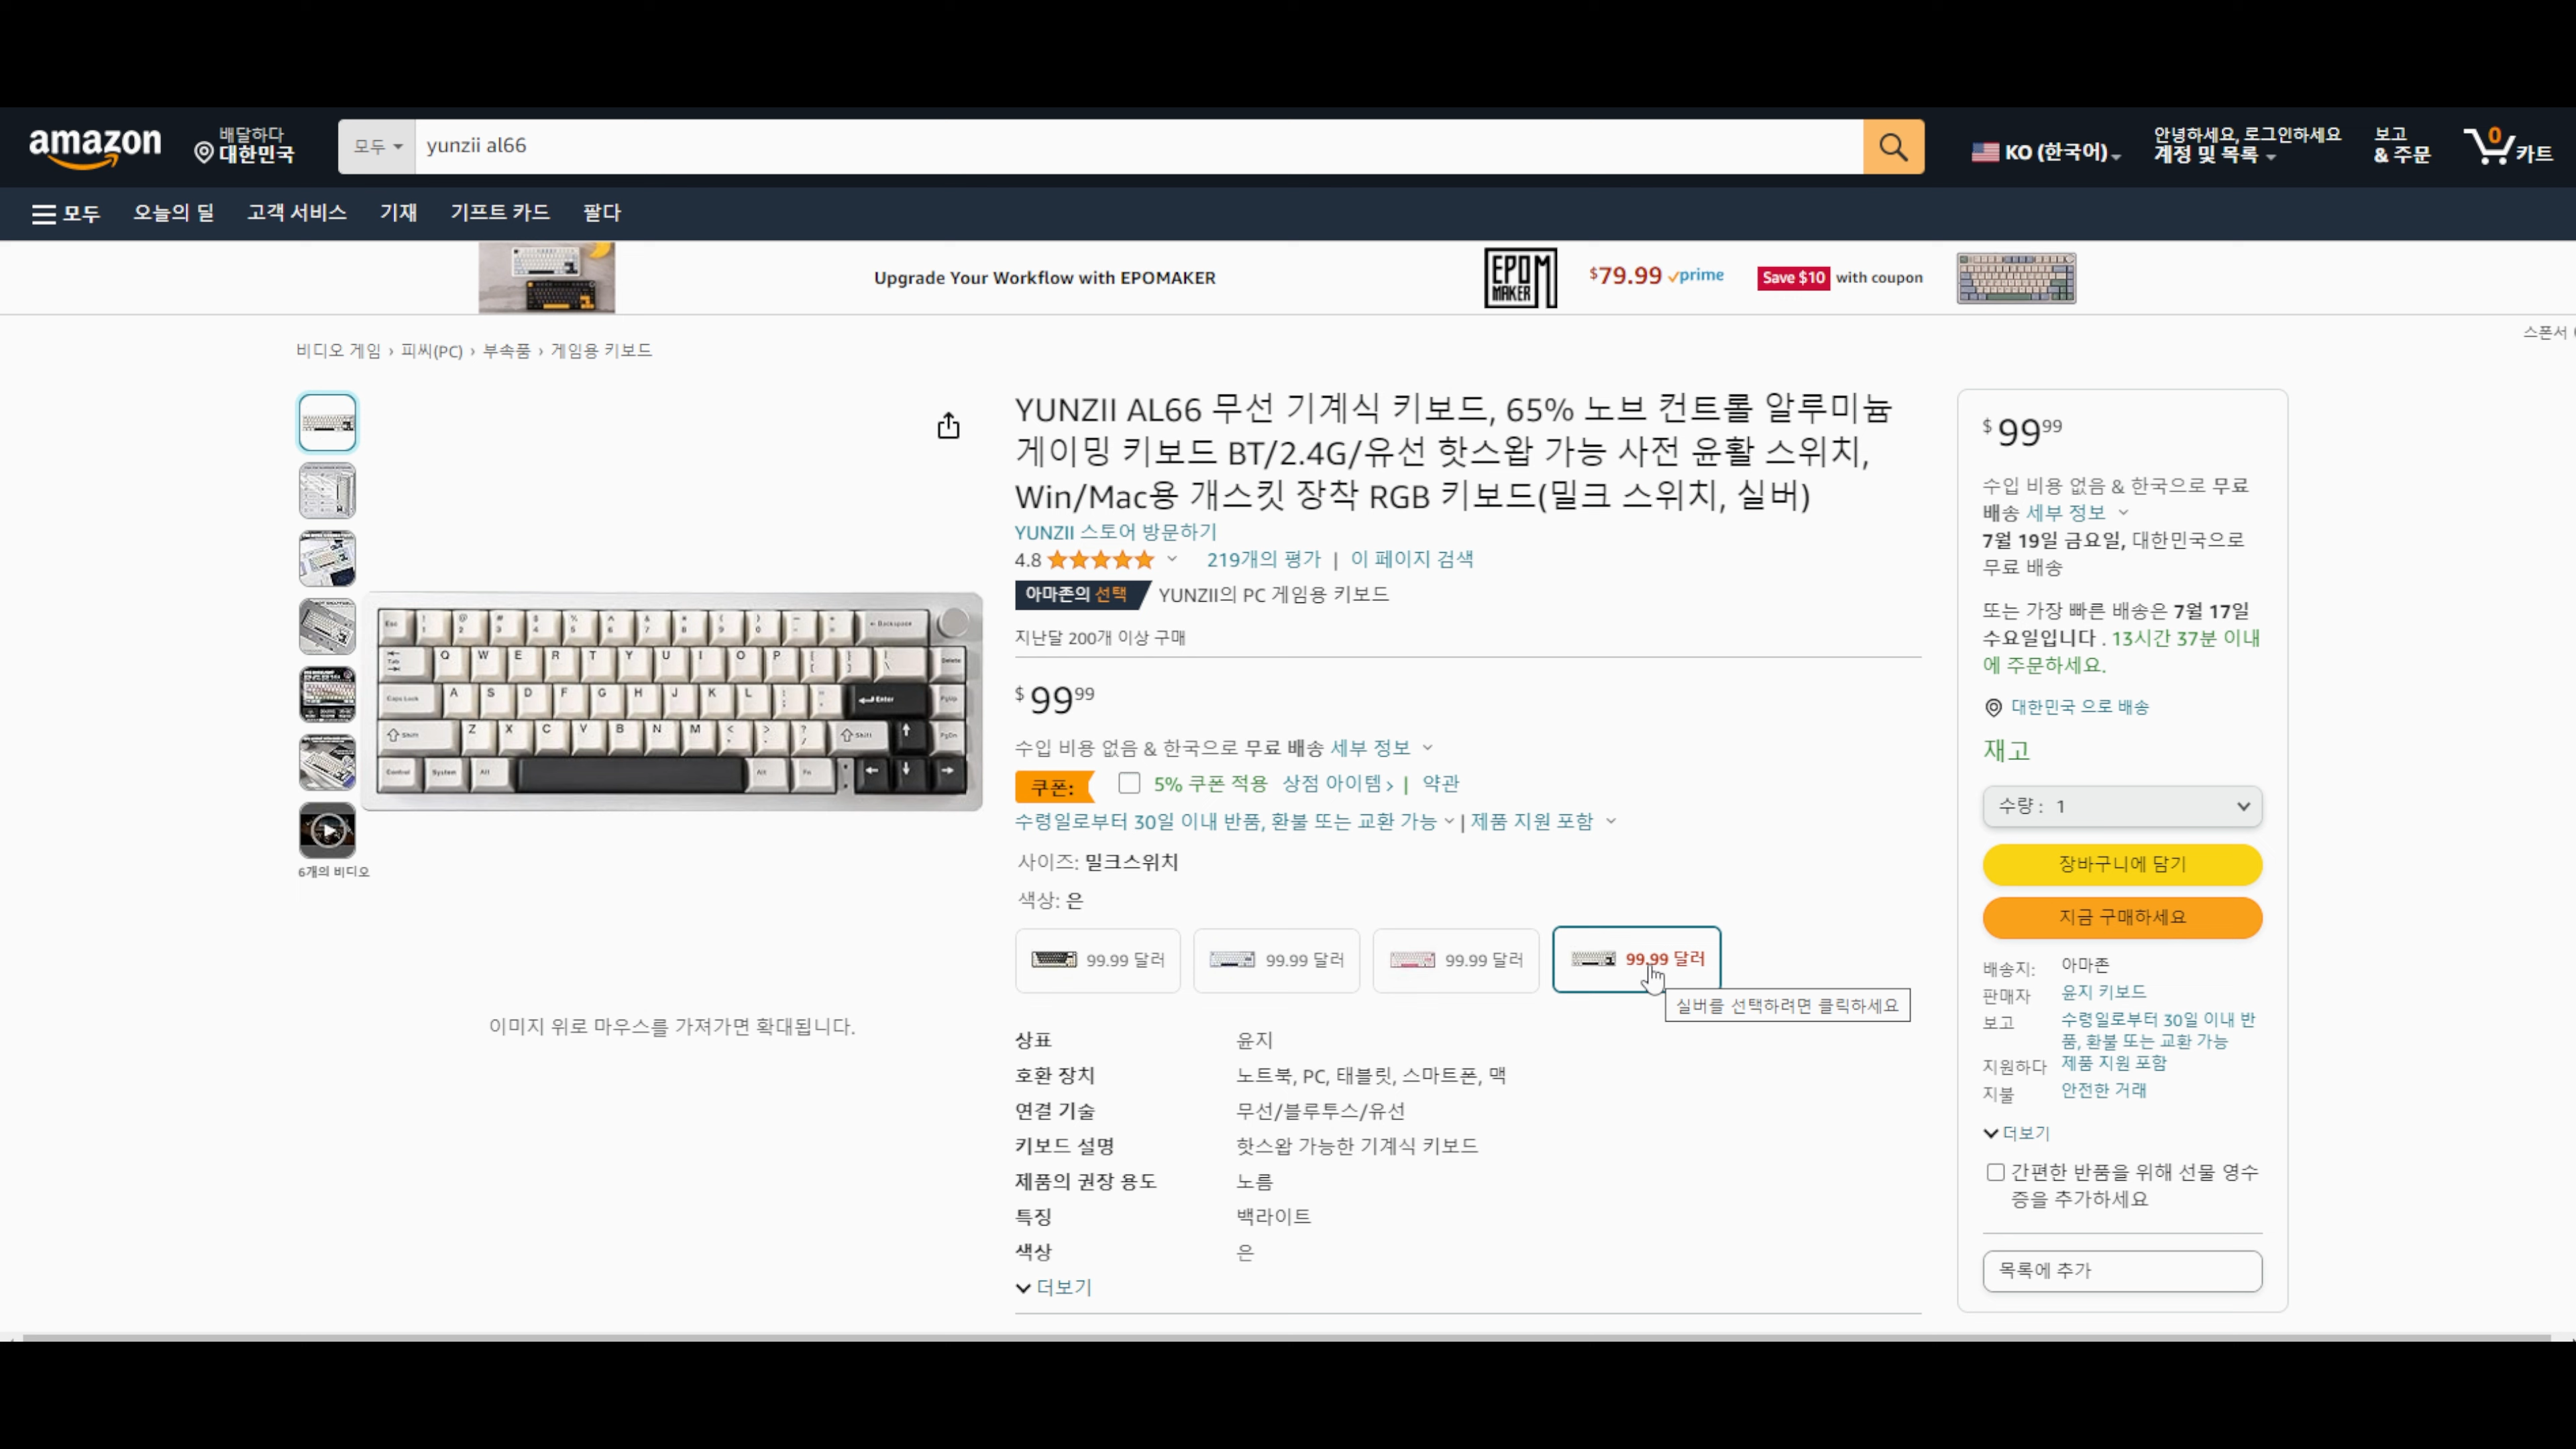 amazon
배달하다
대한민국
모두
yunzii al66
KO (한국어)
안녕하세요, 로그인하세요
계정 및 목록
보고
& 주문
0
카트
모두
오늘의 딜
고객 서비스
기재
기프트 카드
팔다
Upgrade Your Workflow with EPOMAKER
EPOM
MAKER
$79.99 prime
Save $10 with coupon
스폰서
비디오 게임 › 피씨(PC) › 부속품 › 게임용 키보드
YUNZII AL66 무선 기계식 키보드, 65% 노브 컨트롤 알루미늄
게이밍 키보드 BT/2.4G/유선 핫스왑 가능 사전 윤활 스위치,
Win/Mac용 개스킷 장착 RGB 키보드(밀크 스위치, 실버)
YUNZII 스토어 방문하기
4.8
219개의 평가 | 이 페이지 검색
아마존의 선택
YUNZII의 PC 게임용 키보드
지난달 200개 이상 구매
$99.99
수입 비용 없음 & 한국으로 무료 배송 세부 정보
쿠폰:
5% 쿠폰 적용 상점 아이템› | 약관
수령일로부터 30일 이내 반품, 환불 또는 교환 가능 | 제품 지원 포함
사이즈: 밀크스위치
색상: 은
99.99 달러
99.99 달러
99.99 달러
99.99 달러
실버를 선택하려면 클릭하세요
상표 윤지
호환 장치 노트북, PC, 태블릿, 스마트폰, 맥
연결 기술 무선/블루투스/유선
키보드 설명 핫스왑 가능한 기계식 키보드
제품의 권장 용도 노름
특징 백라이트
색상 은
더보기
Esc
Backspace
Tab
Q W E R T Y U I O P
Delete
Caps Lock
A S D F G H J K L
Enter
PgUp
Shift
Z X C V B N M
Shift
PgDn
Control
System
Alt
Alt
Fn
6개의 비디오
이미지 위로 마우스를 가져가면 확대됩니다.
$99.99
수입 비용 없음 & 한국으로 무료
배송 세부 정보
7월 19일 금요일, 대한민국으로
무료 배송
또는 가장 빠른 배송은 7월 17일
수요일입니다 . 13시간 37분 이내
에 주문하세요.
대한민국 으로 배송
재고
수량 : 1
장바구니에 담기
지금 구매하세요
배송지: 아마존
판매자 윤지 키보드
보고 수령일로부터 30일 이내 반
품, 환불 또는 교환 가능
지원하다 제품 지원 포함
지불 안전한 거래
더보기
간편한 반품을 위해 선물 영수
증을 추가하세요
목록에 추가